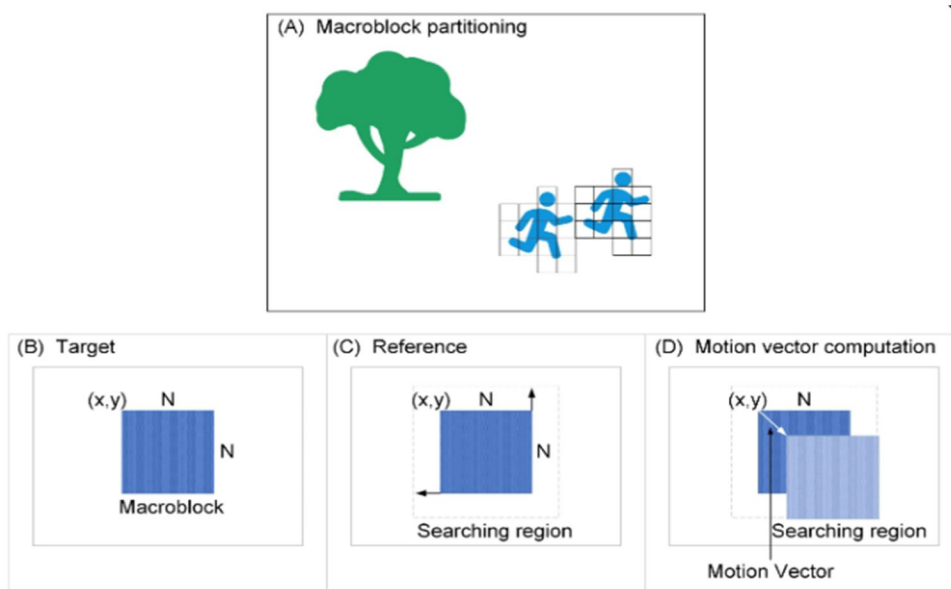 (A) Macroblock partitioning
(B) Target
(x,y) N
N
Macroblock
(C) Reference
(x,y) N
N
Searching region
(D) Motion vector computation
(x,y) N
Searching region
Motion Vector